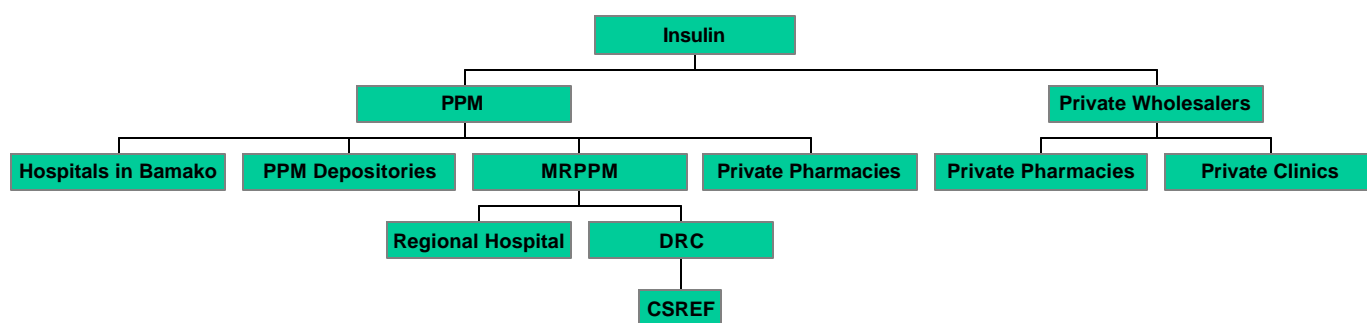 Insulin
PPM
Private Wholesalers
Hospitals in Bamako
PPM Depositories
MRPPM
Private Pharmacies
Private Pharmacies
Private Clinics
Regional Hospital
DRC
CSREF